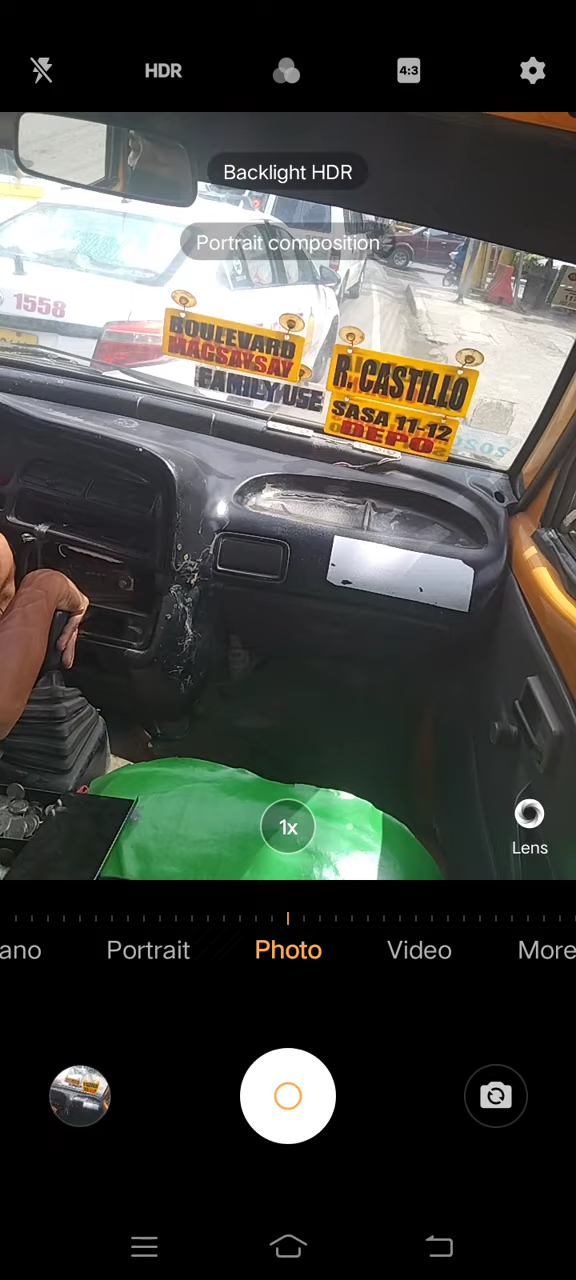 HDR
4:3
Backlight HDR
Portrait composition
1558
BOULEVARD
MAGSAYSAY
FAMILY USE
R. CASTILLO
SASA 11-12
DEPO
1x
Lens
ano
Portrait
Photo
Video
More